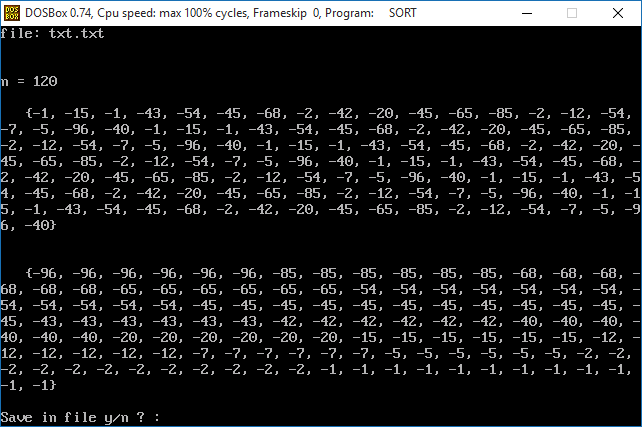 DOSBox 0.74, Cpu speed: max 100% cycles, Frameskip 0, Program: SORT
file: txt.txt
n = 120
{-1, -15, -1, -43, -54, -45, -68, -2, -42, -20, -45, -65, -85, -2, -12, -54,
-7, -5, -96, -40, -1, -15, -1, -43, -54, -45, -68, -2, -42, -20, -45, -65, -85,
-2, -12, -54, -7, -5, -96, -40, -1, -15, -1, -43, -54, -45, -68, -2, -42, -20, -
45, -65, -85, -2, -12, -54, -7, -5, -96, -40, -1, -15, -1, -43, -54, -45, -68, -
2, -42, -20, -45, -65, -85, -2, -12, -54, -7, -5, -96, -40, -1, -15, -1, -43, -5
4, -45, -68, -2, -42, -20, -45, -65, -85, -2, -12, -54, -7, -5, -96, -40, -1, -1
5, -1, -43, -54, -45, -68, -2, -42, -20, -45, -65, -85, -2, -12, -54, -7, -5, -9
6, -40}
{-96, -96, -96, -96, -96, -96, -85, -85, -85, -85, -85, -85, -68, -68, -68, -
68, -68, -68, -65, -65, -65, -65, -65, -65, -54, -54, -54, -54, -54, -54, -54, -
54, -54, -54, -54, -54, -45, -45, -45, -45, -45, -45, -45, -45, -45, -45, -45, -
45, -43, -43, -43, -43, -43, -43, -42, -42, -42, -42, -42, -42, -40, -40, -40, -
40, -40, -40, -20, -20, -20, -20, -20, -20, -15, -15, -15, -15, -15, -15, -12, -
12, -12, -12, -12, -12, -7, -7, -7, -7, -7, -7, -5, -5, -5, -5, -5, -5, -2, -2,
-2, -2, -2, -2, -2, -2, -2, -2, -2, -2, -1, -1, -1, -1, -1, -1, -1, -1, -1, -1,
-1, -1}
Save in file y/n ? :